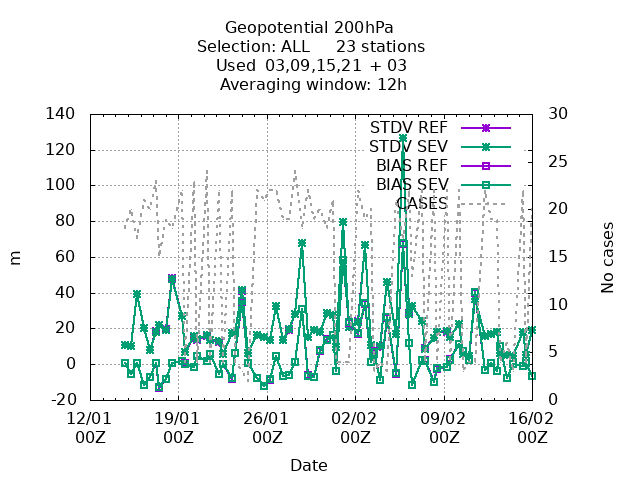 Geopotential 200hPa
Selection: ALL 23 stations
Used 03,09,15,21 + 03
Averaging window: 12h
STDV REF
STDV SEV
BIAS REF
BIAS SEV
CASES
140
120
100
80
60
40
20
0
-20
m
30
25
20
15
10
5
0
No cases
12/01 19/01 26/01 02/02 09/02 16/02
00Z 00Z 00Z 00Z 00Z 00Z
Date